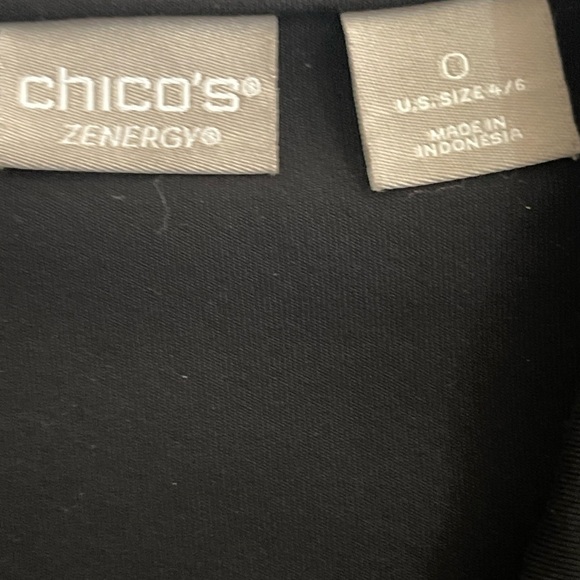 chico's®
ZENERGY®
0
U.S. SIZE 4/6
MADE IN
INDONESIA